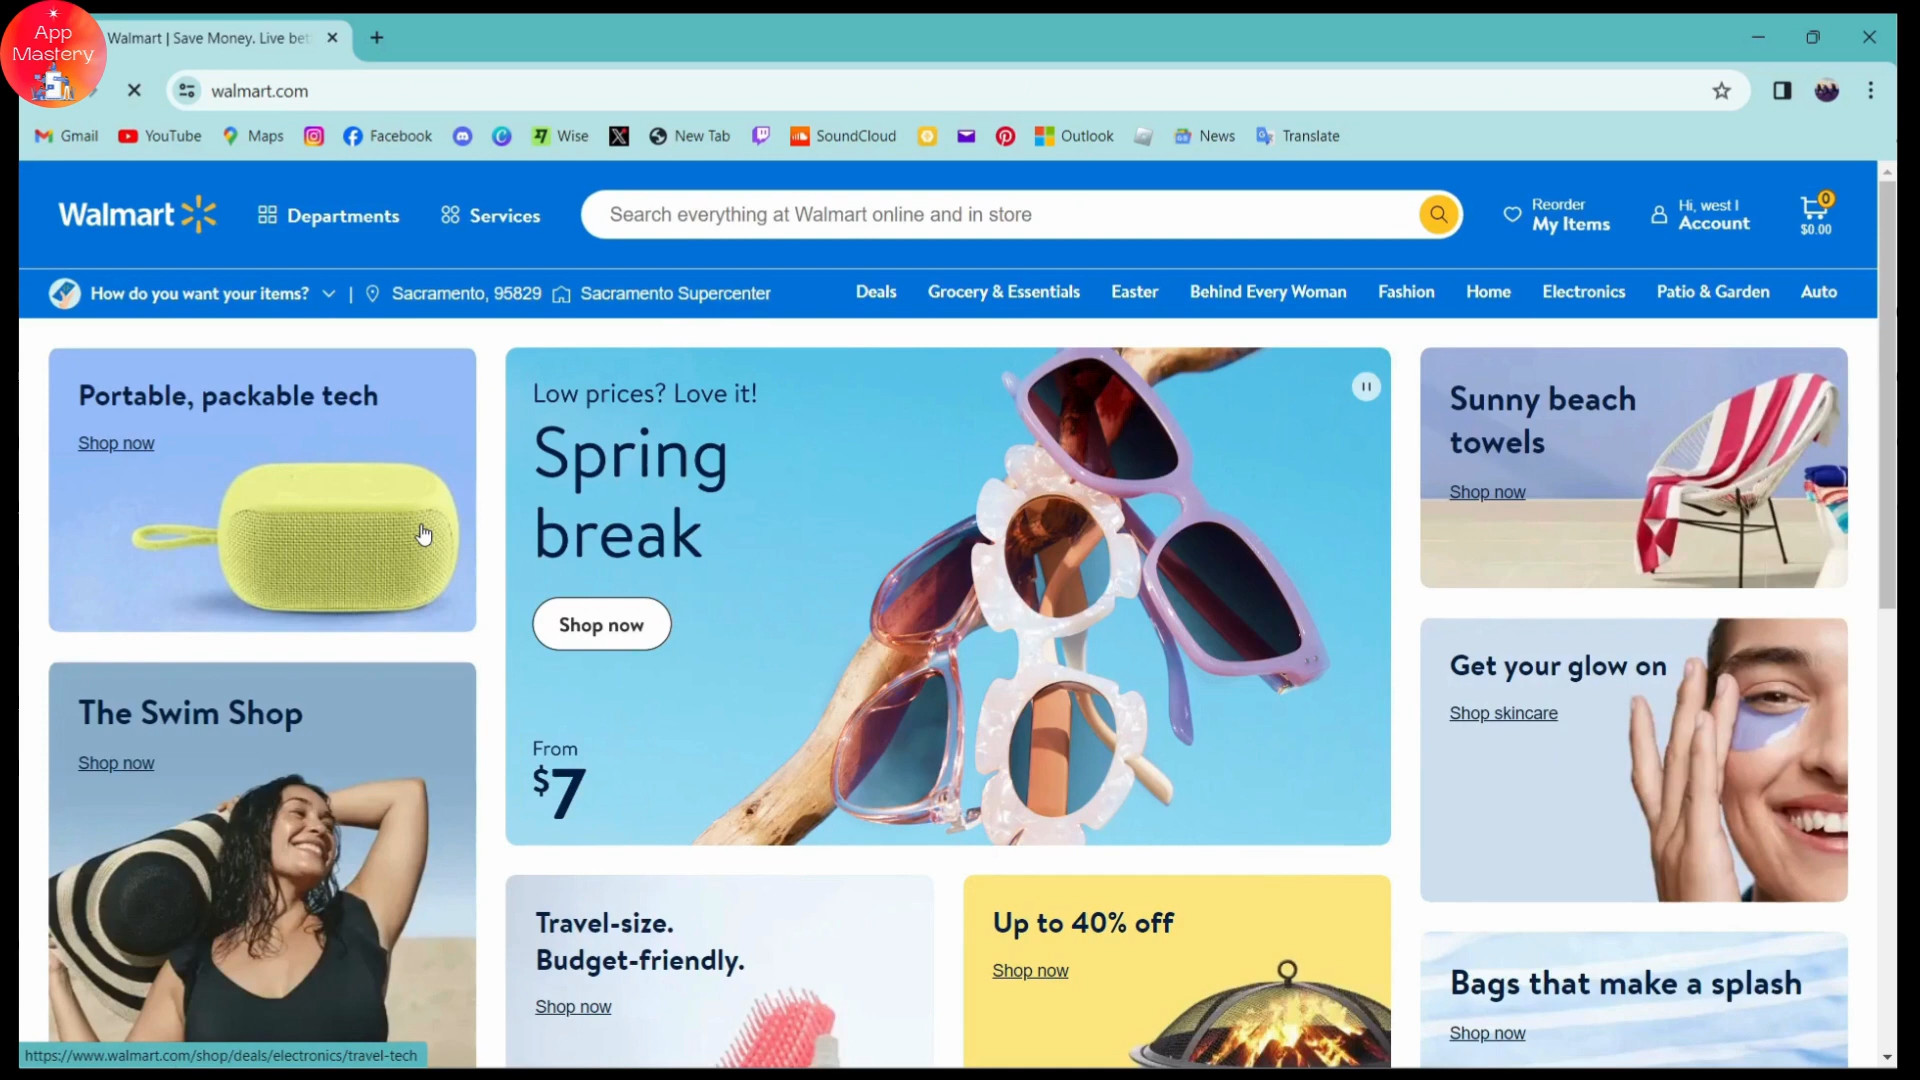 App
Mastery
Walmart | Save Money. Live bet
walmart.com
Gmail
YouTube
Maps
Facebook
Wise
New Tab
SoundCloud
Outlook
News
Translate
Walmart
Departments
Services
Search everything at Walmart online and in store
Reorder
My Items
Hi, west l
Account
0
$0.00
How do you want your items?
|
Sacramento, 95829
Sacramento Supercenter
Deals
Grocery & Essentials
Easter
Behind Every Woman
Fashion
Home
Electronics
Patio & Garden
Auto
Portable, packable tech
Shop now
Low prices? Love it!
Spring
break
Shop now
From
$7
Sunny beach
towels
Shop now
The Swim Shop
Shop now
Get your glow on
Shop skincare
Travel-size.
Budget-friendly.
Shop now
Up to 40% off
Shop now
Bags that make a splash
Shop now
https://www.walmart.com/shop/deals/electronics/travel-tech